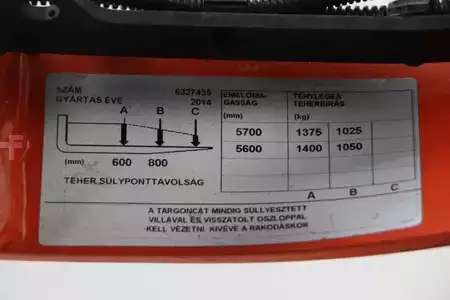 SZÁM 6327435
GYÁRTÁS ÉVE 2014
A B C
(mm) 600 800
TEHER SÚLYPONTTÁVOLSÁG
EMELŐMA- TÉNYLEGES
GASSÁG TEHERBÍRÁS
(mm) (kg)
5700 1375 1025
5600 1400 1050
A B C
A TARGONCÁT MINDIG SÜLLYESZTETT
VILLÁVAL ÉS VISSZATOLT OSZLOPPAL
KELL VEZETNI. KIVÉVE A RAKODÁSKOR